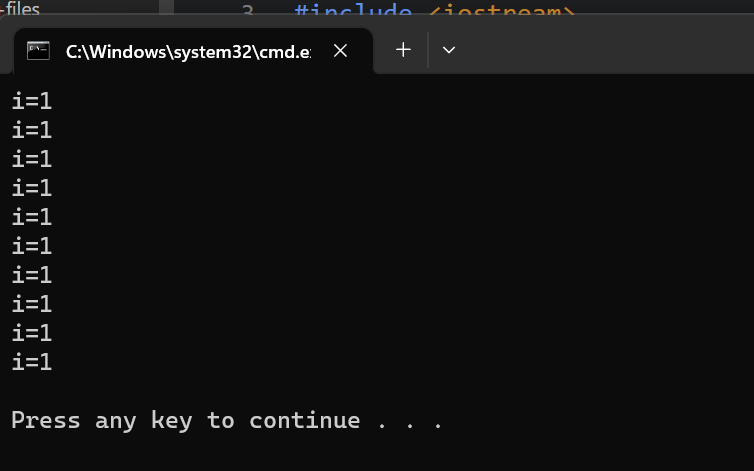 files
3 #include <iostream>
C:\Windows\system32\cmd.e
i=1
i=1
i=1
i=1
i=1
i=1
i=1
i=1
i=1
i=1
Press any key to continue . . .